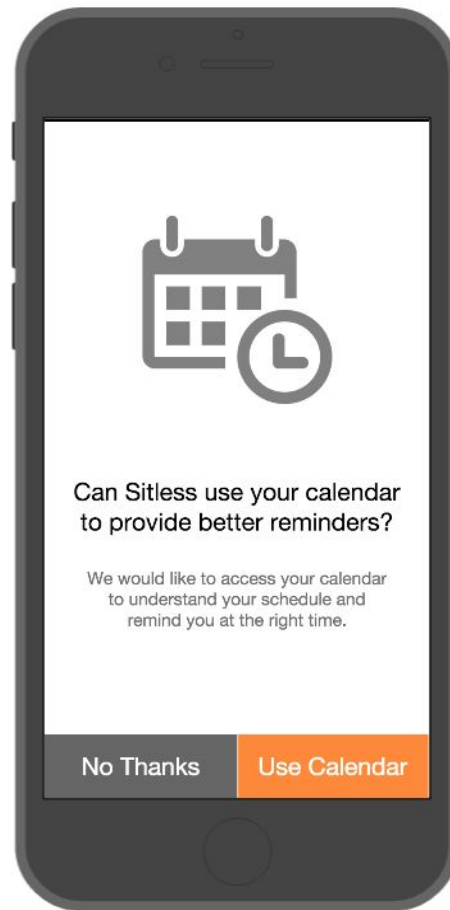 Can Sitless use your calendar
to provide better reminders?
We would like to access your calendar
to understand your schedule and
remind you at the right time.
No Thanks
Use Calendar